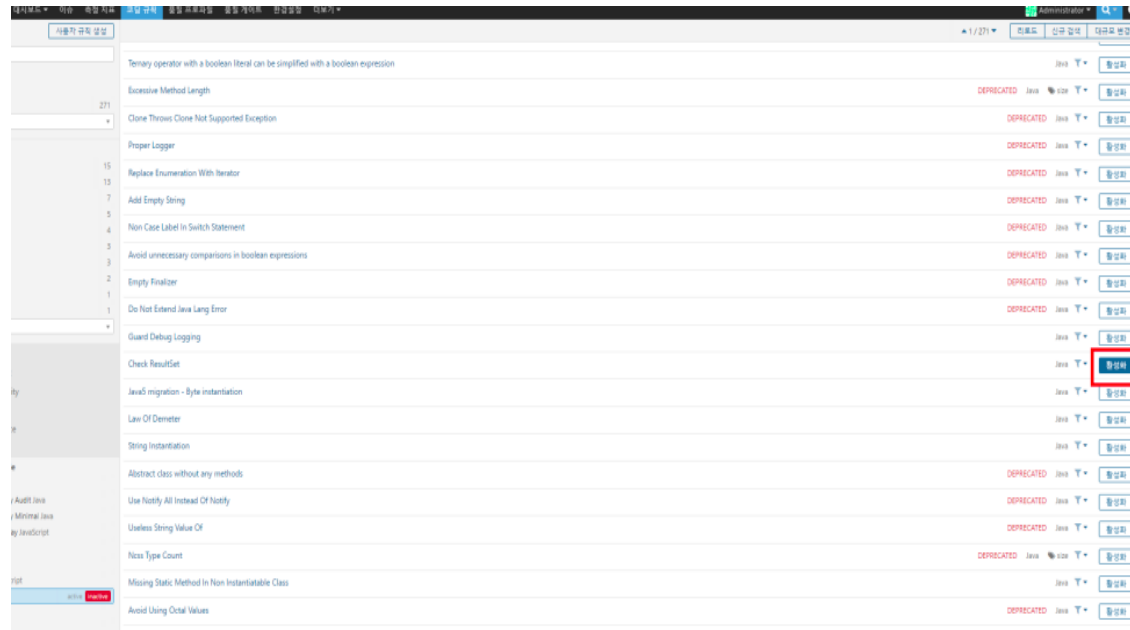 대시보드 이슈 측정 지표 코딩 규칙 품질 프로파일 품질 게이트 환경설정 더보기 Administrator
사용자 규칙 생성 1 / 271 리로드 신규 검색 대규모 변경
Ternary operator with a boolean literal can be simplified with a boolean expression Java 활성화
Excessive Method Length DEPRECATED Java size 활성화
271
Clone Throws Clone Not Supported Exception DEPRECATED Java 활성화
Proper Logger DEPRECATED Java 활성화
15
Replace Enumeration With Iterator DEPRECATED Java 활성화
13
7 Add Empty String DEPRECATED Java 활성화
5
4 Non Case Label In Switch Statement DEPRECATED Java 활성화
3
Avoid unnecessary comparisons in boolean expressions DEPRECATED Java 활성화
3
2 Empty Finalizer DEPRECATED Java 활성화
1
1 Do Not Extend Java Lang Error DEPRECATED Java 활성화
Guard Debug Logging Java 활성화
Check ResultSet Java 활성화
ity Java5 migration - Byte instantiation Java 활성화
Law Of Demeter Java 활성화
String Instantiation Java 활성화
Abstract class without any methods DEPRECATED Java 활성화
y Audit Java Use Notify All Instead Of Notify DEPRECATED Java 활성화
y Minimal Java
ay JavaScript Useless String Value Of DEPRECATED Java 활성화
Ncss Type Count DEPRECATED Java size 활성화
ript Missing Static Method In Non Instantiatable Class Java 활성화
active inactive
Avoid Using Octal Values DEPRECATED Java 활성화